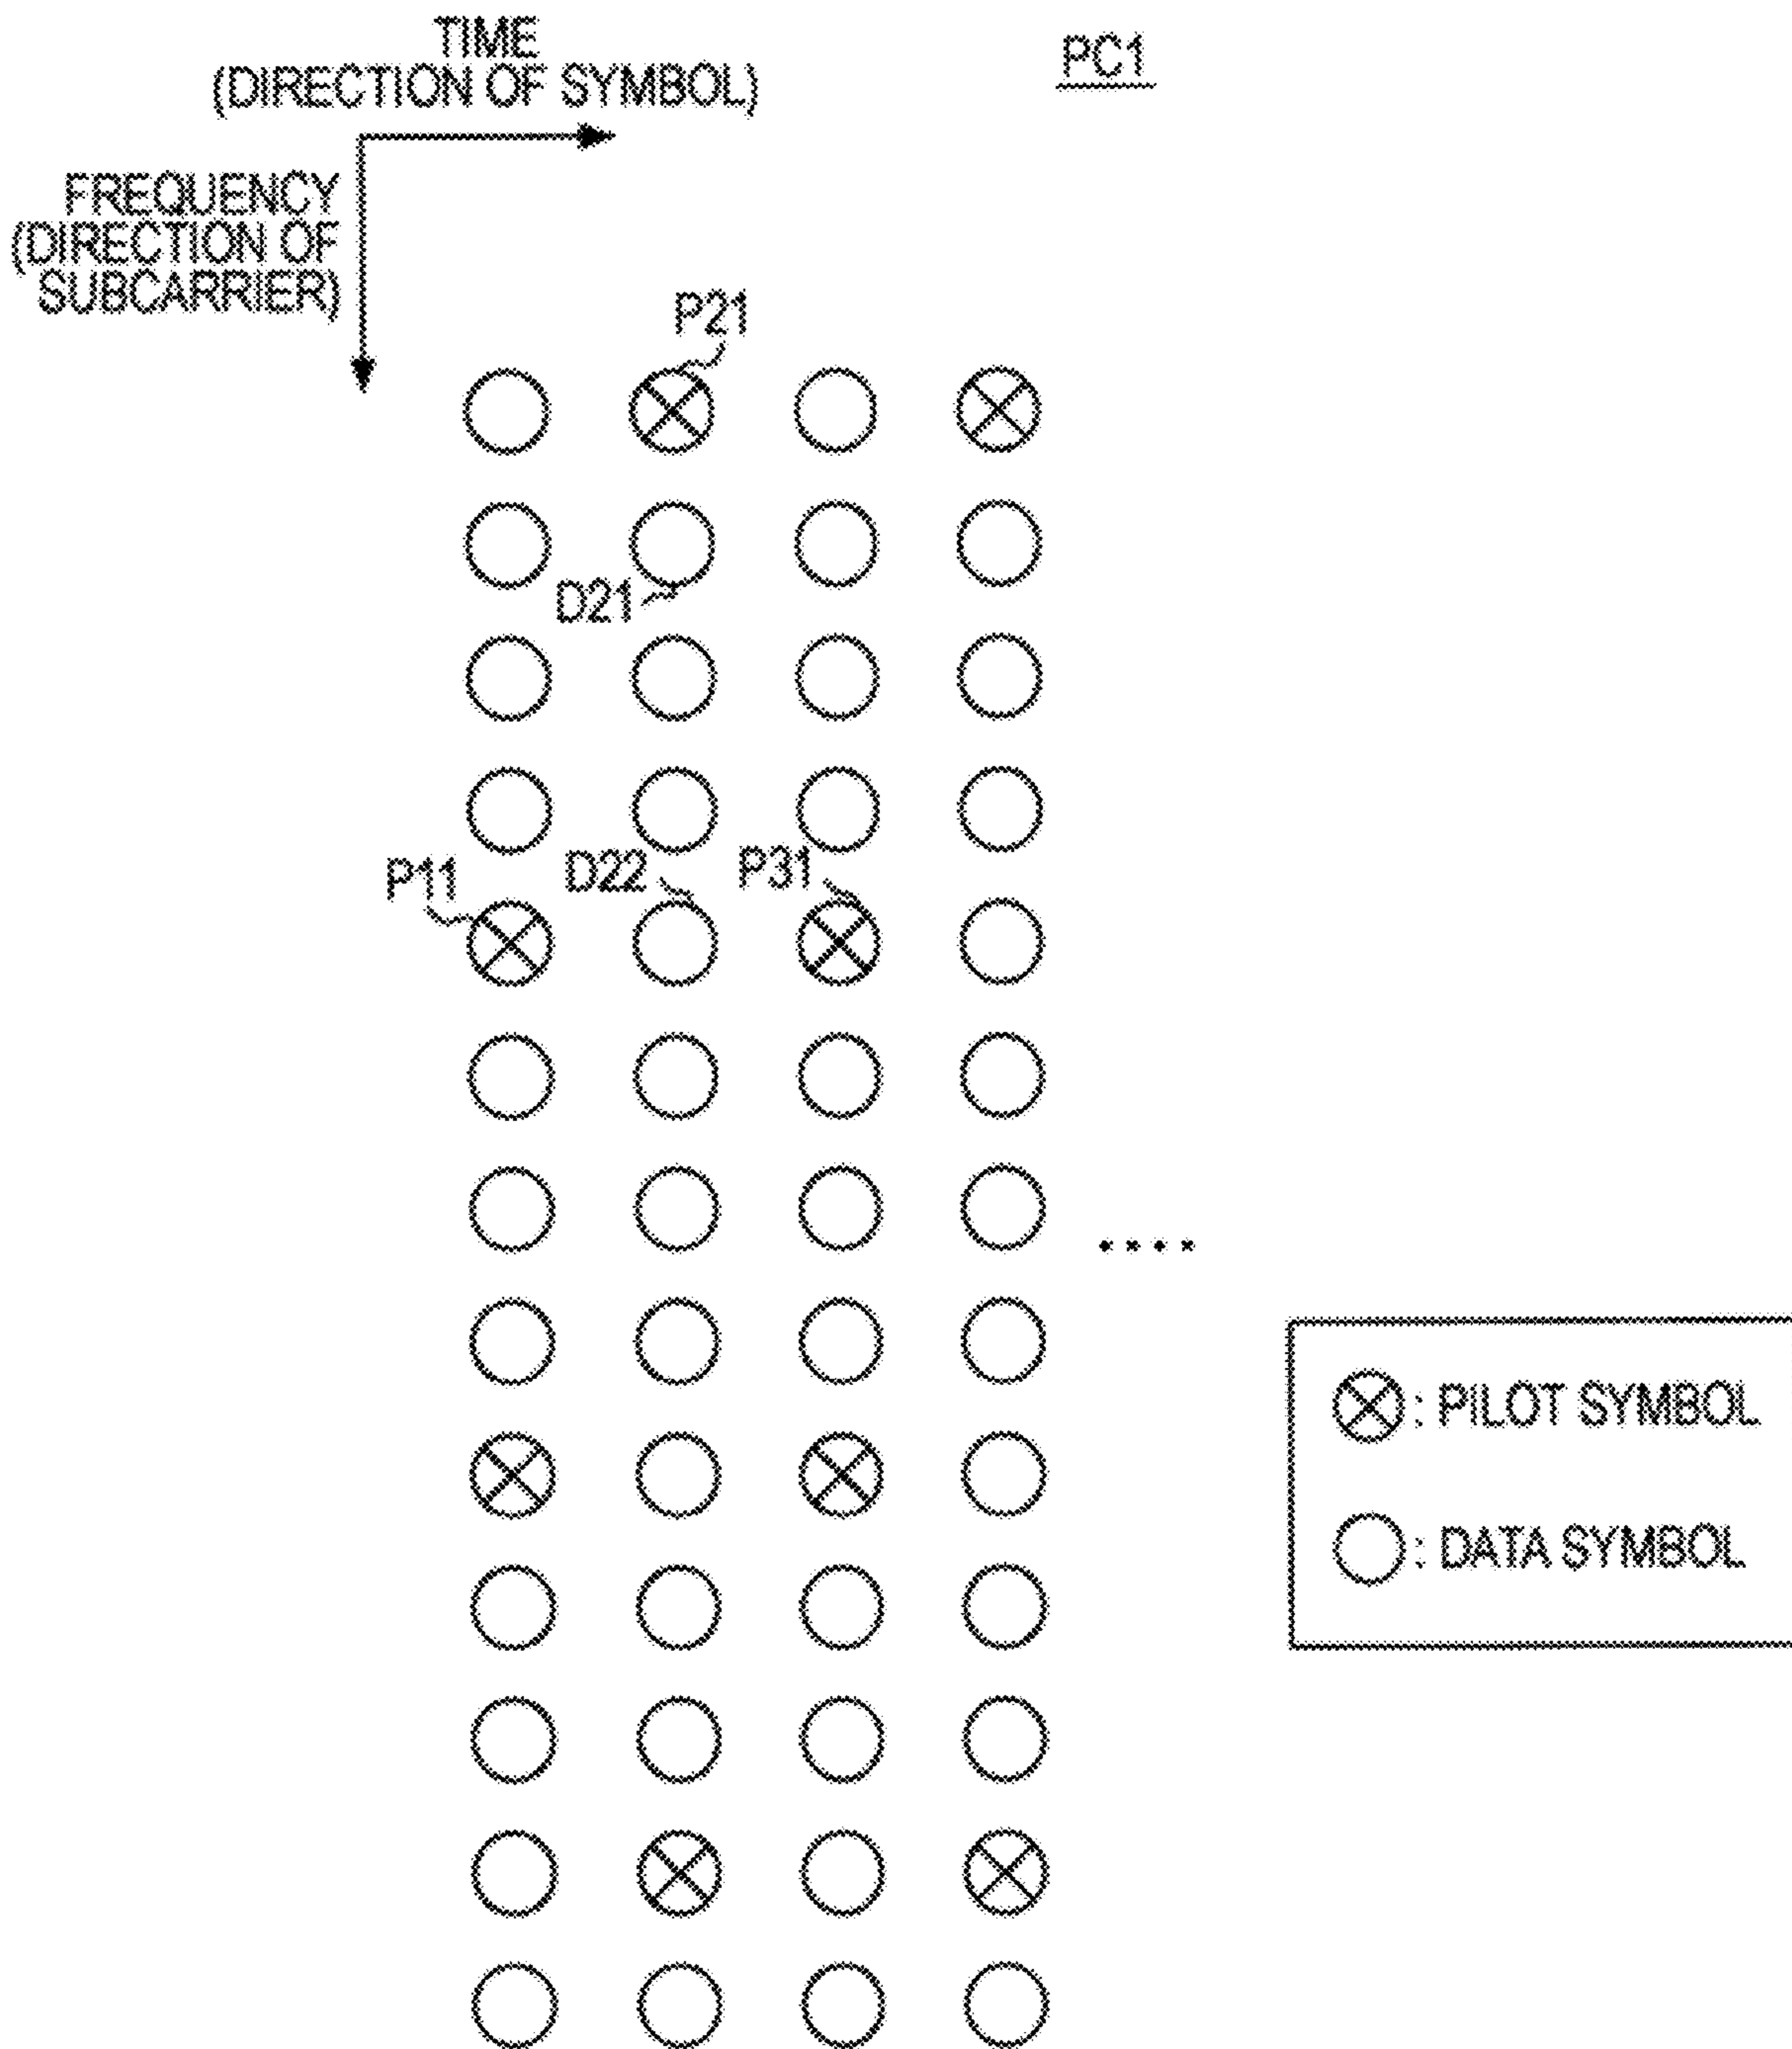 TIME
(DIRECTION OF SYMBOL)
PC1
FREQUENCY
(DIRECTION OF
SUBCARRIER)
P21
D21
P11
D22
P31
....
: PILOT SYMBOL
: DATA SYMBOL